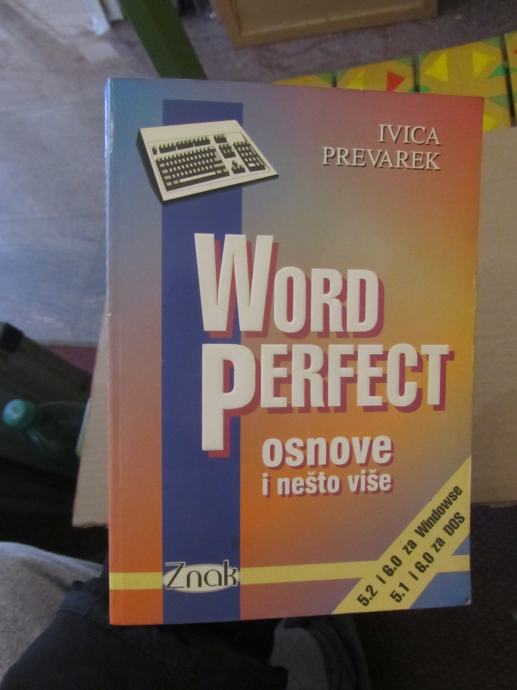 IVICA
PREVAREK
WORD
PERFECT
osnove
i nešto više
5.2 i 6.0 za Windowse
5.1 i 6.0 za DOS
Znak